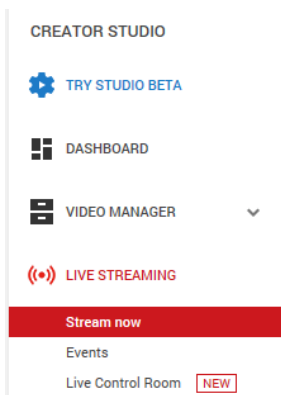 CREATOR STUDIO
TRY STUDIO BETA
DASHBOARD
VIDEO MANAGER
LIVE STREAMING
Stream now
Events
Live Control Room NEW